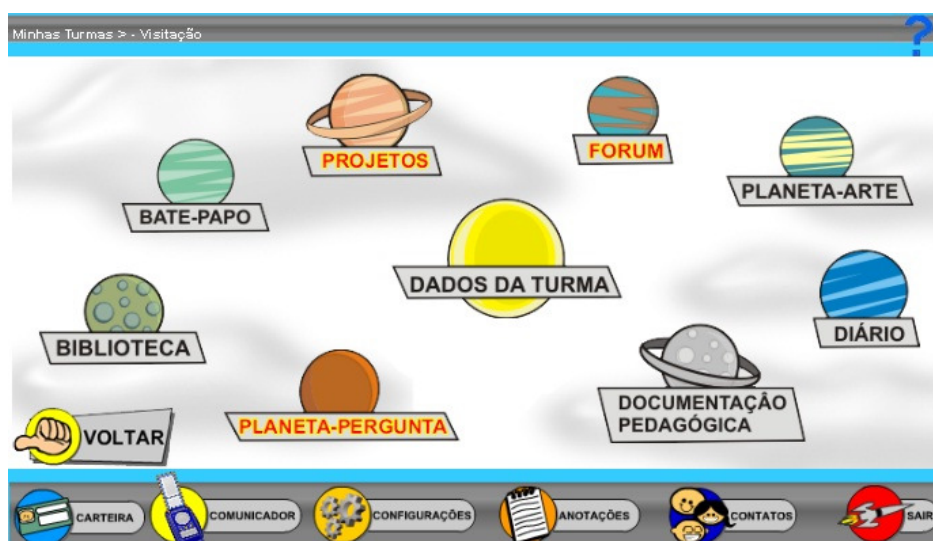 Minhas Turmas > - Visitação
?
PROJETOS
FORUM
PLANETA-ARTE
BATE-PAPO
DADOS DA TURMA
DIÁRIO
BIBLIOTECA
DOCUMENTAÇÂO
PEDAGÓGICA
PLANETA-PERGUNTA
VOLTAR
CARTEIRA
COMUNICADOR
CONFIGURAÇÕES
ANOTAÇÕES
CONTATOS
SAIR